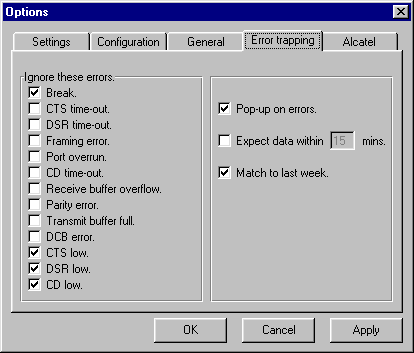 Options
Settings
Configuration
General
Error trapping
Alcatel
Ignore these errors.
Break.
CTS time-out.
DSR time-out.
Framing error.
Port overrun.
CD time-out.
Receive buffer overflow.
Parity error.
Transmit buffer full.
DCB error.
CTS low.
DSR low.
CD low.
Pop-up on errors.
Expect data within 15 mins.
Match to last week.
OK
Cancel
Apply